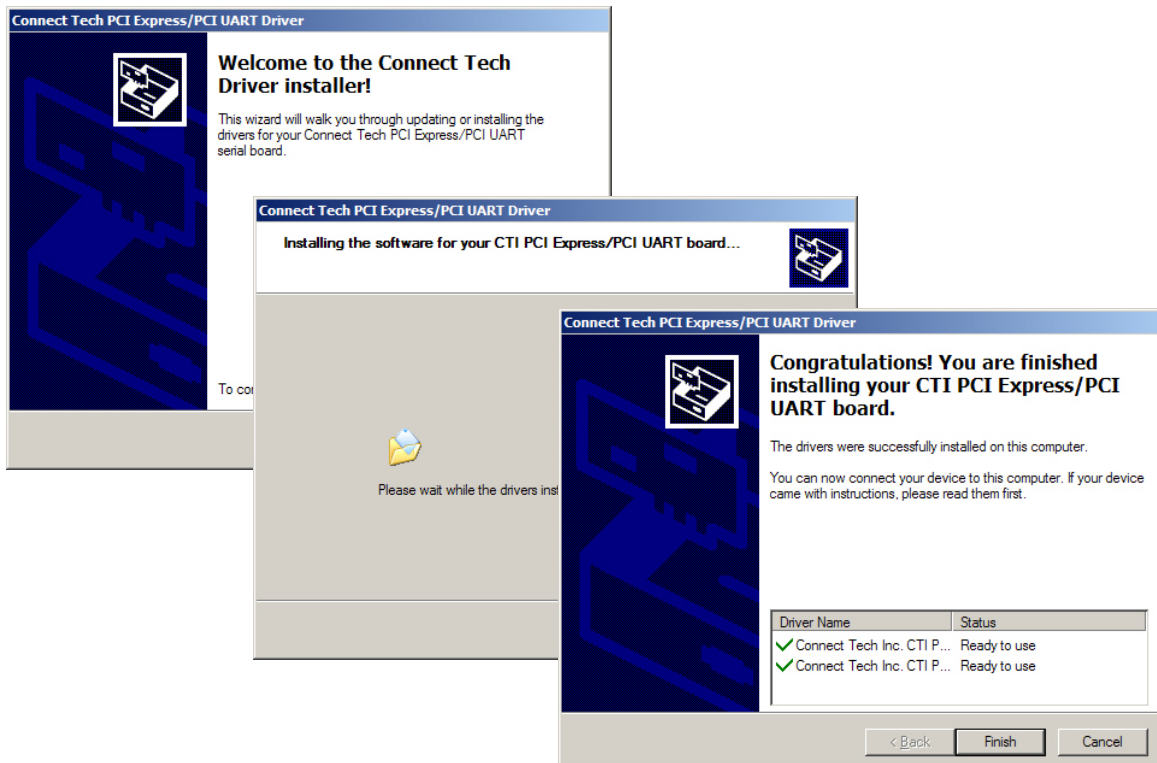 Connect Tech PCI Express/PCI UART Driver
Welcome to the Connect Tech
Driver installer!
This wizard will walk you through updating or installing the
drivers for your Connect Tech PCI Express/PCI UART
serial board.
To
Connect Tech PCI Express/PCI UART Driver
Installing the software for your CTI PCI Express/PCI UART board...
Please wait while the drivers
Connect Tech PCI Express/PCI UART Driver
Congratulations! You are finished
installing your CTI PCI Express/PCI
UART board.
The drivers were successfully installed on this computer.
You can now connect your device to this computer. If your device
came with instructions, please read them first.
Driver Name Status
Connect Tech Inc. CTI P... Ready to use
Connect Tech Inc. CTI P... Ready to use
< Back Finish Cancel